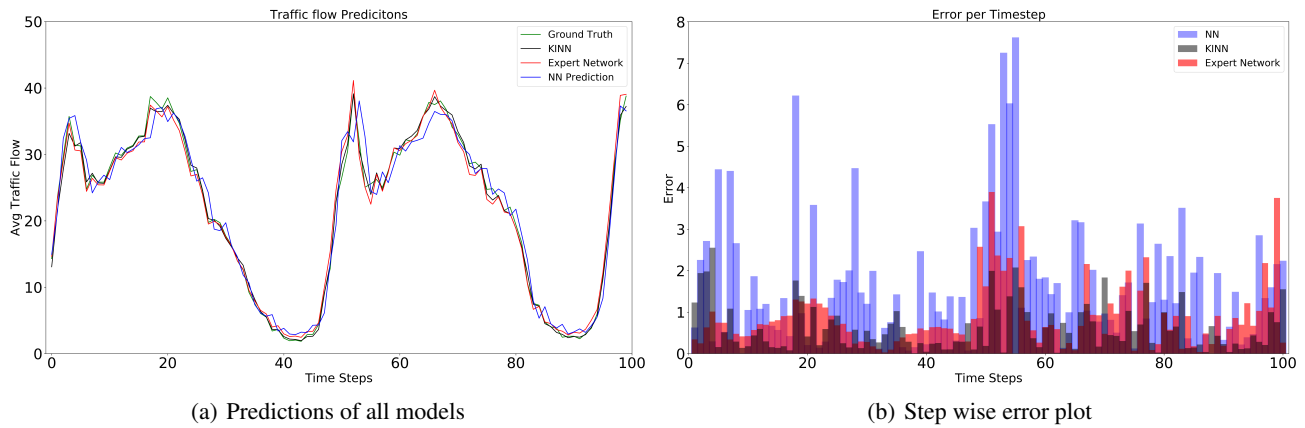 Traffic flow Predicitons
50
40
30
20
10
0
Avg Traffic Flow
Ground Truth
KINN
Expert Network
NN Prediction
0 20 40 60 80 99
Time Steps
(a) Predictions of all models
Error per Timestep
8
7
6
5
4
3
2
1
0
Error
NN
KINN
Expert Network
0 20 40 60 80 100
Time Steps
(b) Step wise error plot